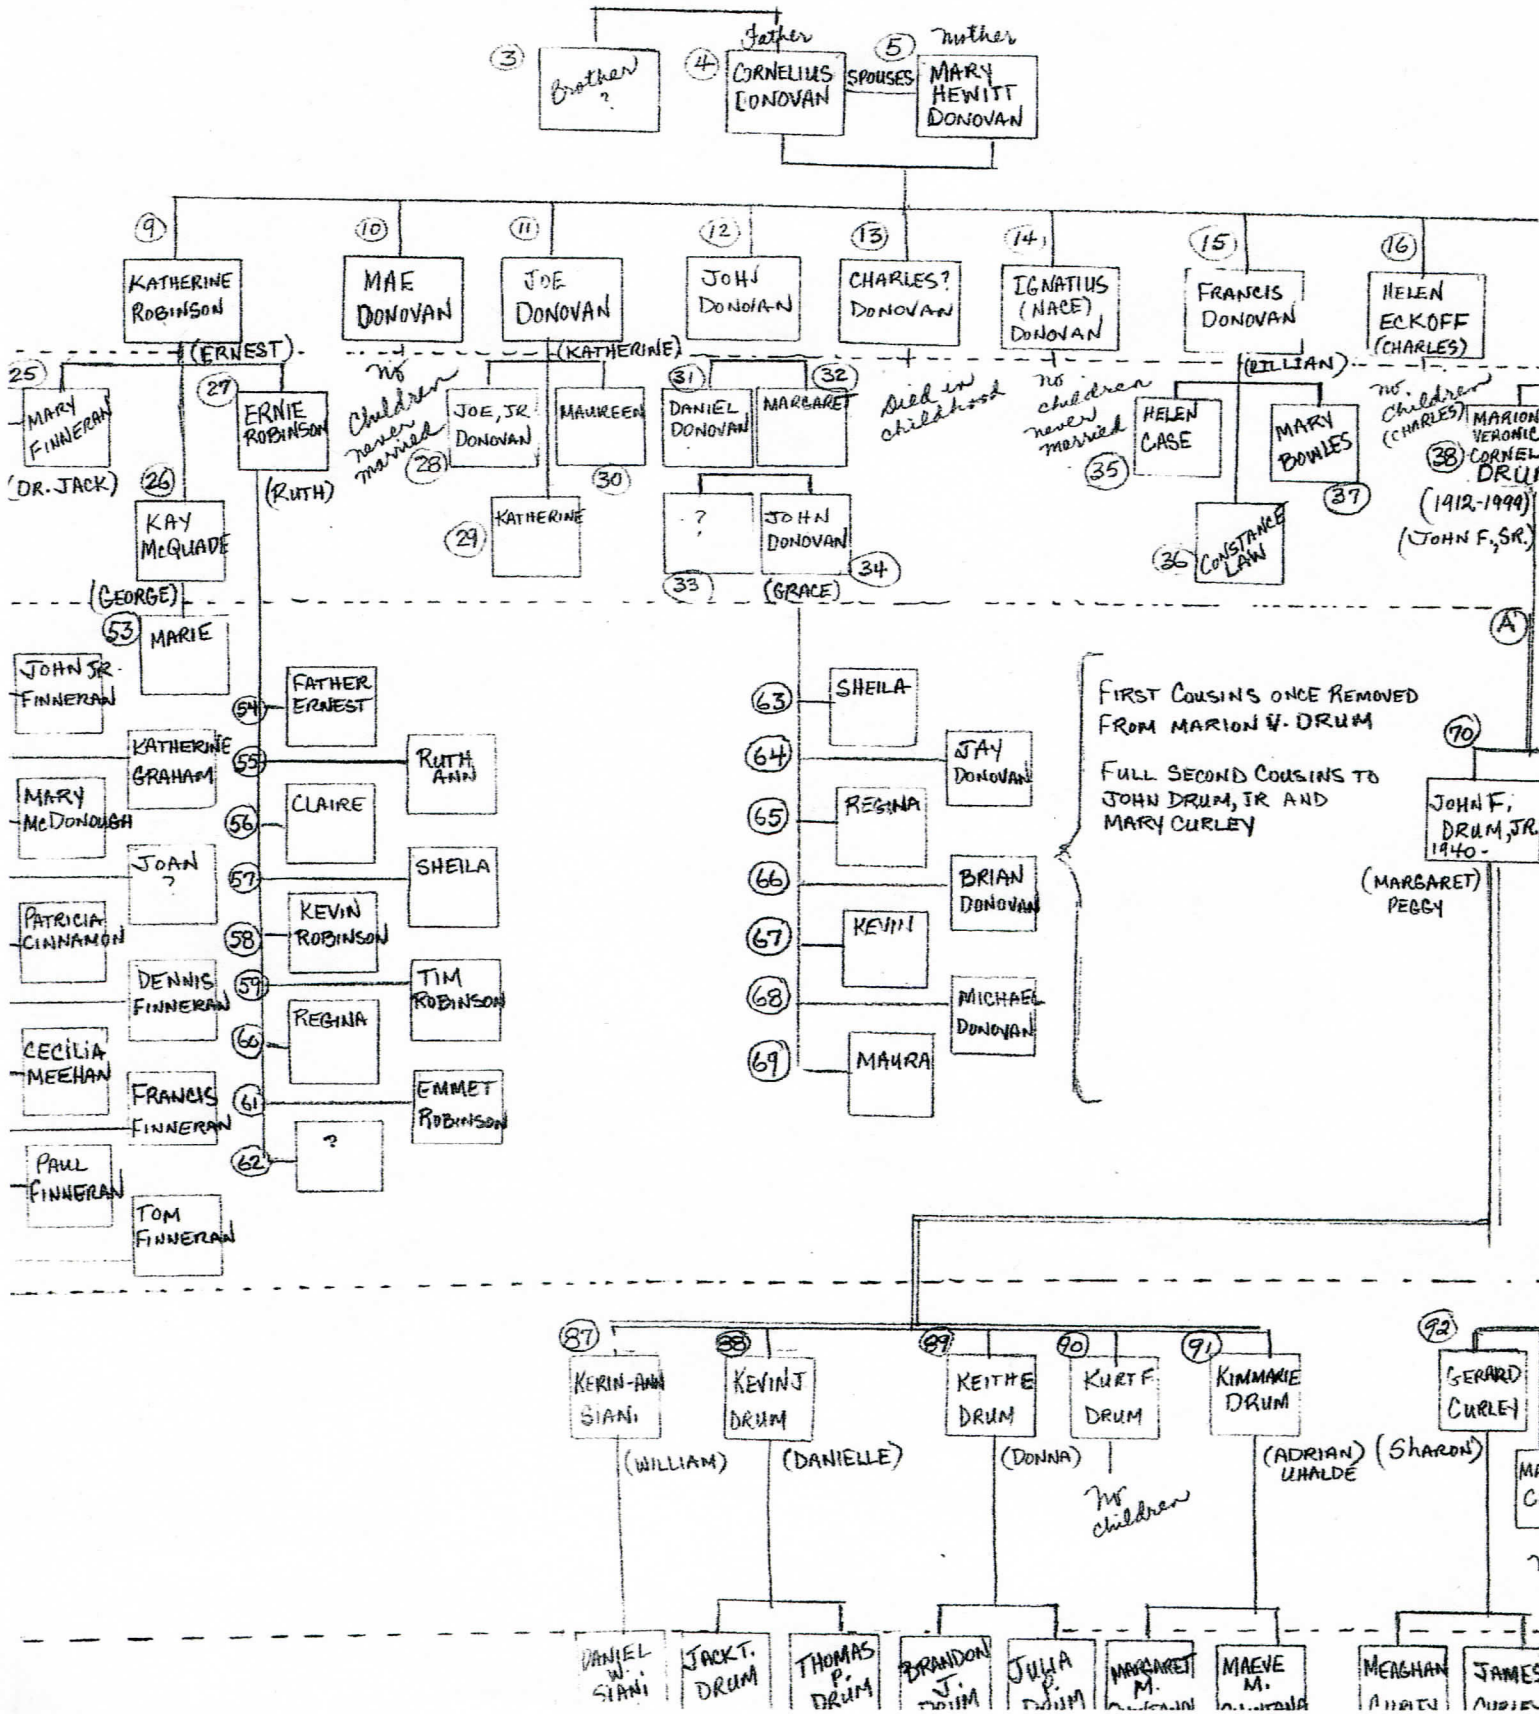 Father
Mother
3
Brother
?
4
CORNELIUS
DONOVAN
SPOUSES
5
MARY
HEWITT
DONOVAN
9
KATHERINE
ROBINSON
(ERNEST)
10
MAE
DONOVAN
No
Children
never
married
11
JOE
DONOVAN
(KATHERINE)
12
JOHN
DONOVAN
13
CHARLES?
DONOVAN
Died in
childhood
14
IGNATIUS
(NACE)
DONOVAN
no
children
never
married
15
FRANCIS
DONOVAN
(LILLIAN)
16
HELEN
ECKOFF
(CHARLES)
no
children
(CHARLES)
25
MARY
FINNERAN
(DR. JACK)
26
KAY
McQUADE
(GEORGE)
27
ERNIE
ROBINSON
(RUTH)
28
JOE, JR.
DONOVAN
29
KATHERINE
30
MAUREEN
31
DANIEL
DONOVAN
32
MARGARET
33
?
?
34
JOHN
DONOVAN
(GRACE)
35
HELEN
CASE
36
CONSTANCE
LAW
37
MARY
BOWLES
38
MARION
VERONIC
CORNEL
DRUM
(1912-1999)
(JOHN F., SR.)
A
53
MARIE
JOHN JR.
FINNERAN
KATHERINE
GRAHAM
MARY
McDONOUGH
JOAN
?
PATRICIA
CINNAMON
DENNIS
FINNERAN
CECILIA
MEEHAN
FRANCIS
FINNERAN
PAUL
FINNERAN
TOM
FINNERAN
54
FATHER
ERNEST
55
RUTH
ANN
56
CLAIRE
57
SHEILA
58
KEVIN
ROBINSON
59
TIM
ROBINSON
60
REGINA
61
EMMET
ROBINSON
62
?
63
SHEILA
64
JAY
DONOVAN
65
REGINA
66
BRIAN
DONOVAN
67
KEVIN
68
MICHAEL
DONOVAN
69
MAURA
FIRST COUSINS ONCE REMOVED
FROM MARION V. DRUM
FULL SECOND COUSINS TO
JOHN DRUM, JR AND
MARY CURLEY
70
JOHN F.
DRUM, JR.
1940-
(MARGARET)
PEGGY
87
KERIN-ANN
SIANI
(WILLIAM)
88
KEVIN J
DRUM
(DANIELLE)
89
KEITH E
DRUM
(DONNA)
90
KURT F.
DRUM
No
children
91
KIMMARIE
DRUM
(ADRIAN)
UHALDE
92
GERARD
CURLEY
(SHARON)
MA
C
DANIEL
W.
SIANI
JACK T.
DRUM
THOMAS
P.
DRUM
BRANDON
J.
DRUM
JULIA
P.
DRUM
MARGARET
M.
MAEVE
M.
MEAGHAN
CURLEY
JAMES
CURLEY